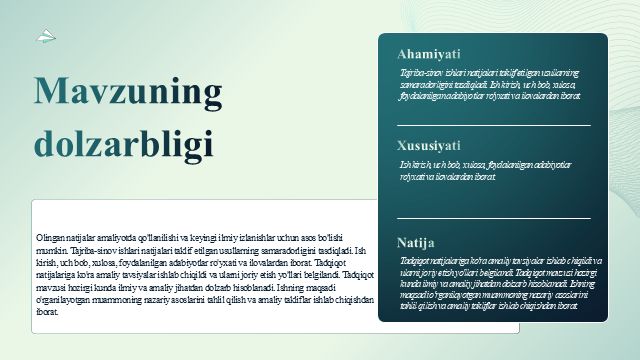 Mavzuning
dolzarbligi
Olingan natijalar amaliyotda qo'llanilishi va keyingi ilmiy izlanishlar uchun asos bo'lishi
mumkin. Tajriba-sinov ishlari natijalari taklif etilgan usullarning samaradorligini tasdiqladi. Ish
kirish, uch bob, xulosa, foydalanilgan adabiyotlar ro'yxati va ilovalardan iborat. Tadqiqot
natijalariga ko'ra amaliy tavsiyalar ishlab chiqildi va ularni joriy etish yo'llari belgilandi. Tadqiqot
mavzusi hozirgi kunda ilmiy va amaliy jihatdan dolzarb hisoblanadi. Ishning maqsadi
o'rganilayotgan muammoning nazariy asoslarini tahlil qilish va amaliy takliflar ishlab chiqishdan
iborat.
Ahamiyati
Tajriba-sinov ishlari natijalari taklif etilgan usullarning
samaradorligini tasdiqladi. Ish kirish, uch bob, xulosa,
foydalanilgan adabiyotlar ro'yxati va ilovalardan iborat.
Xususiyati
Ish kirish, uch bob, xulosa, foydalanilgan adabiyotlar
ro'yxati va ilovalardan iborat.
Natija
Tadqiqot natijalariga ko'ra amaliy tavsiyalar ishlab chiqildi va
ularni joriy etish yo'llari belgilandi. Tadqiqot mavzusi hozirgi
kunda ilmiy va amaliy jihatdan dolzarb hisoblanadi. Ishning
maqsadi o'rganilayotgan muammoning nazariy asoslarini
tahlil qilish va amaliy takliflar ishlab chiqishdan iborat.